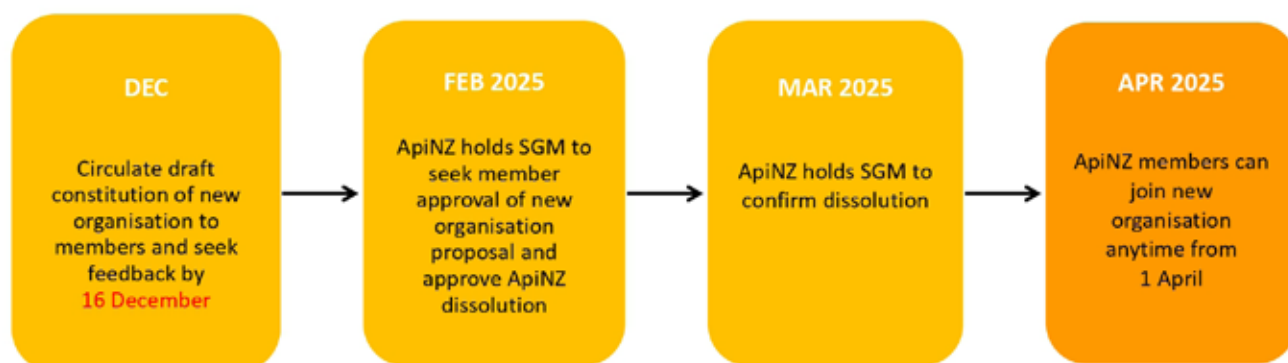 DEC
Circulate draft
constitution of new
organisation to
members and seek
feedback by
16 December
FEB 2025
ApiNZ holds SGM to
seek member
approval of new
organisation
proposal and
approve ApiNZ
dissolution
MAR 2025
ApiNZ holds SGM to
confirm dissolution
APR 2025
ApiNZ members can
join new
organisation
anytime from
1 April